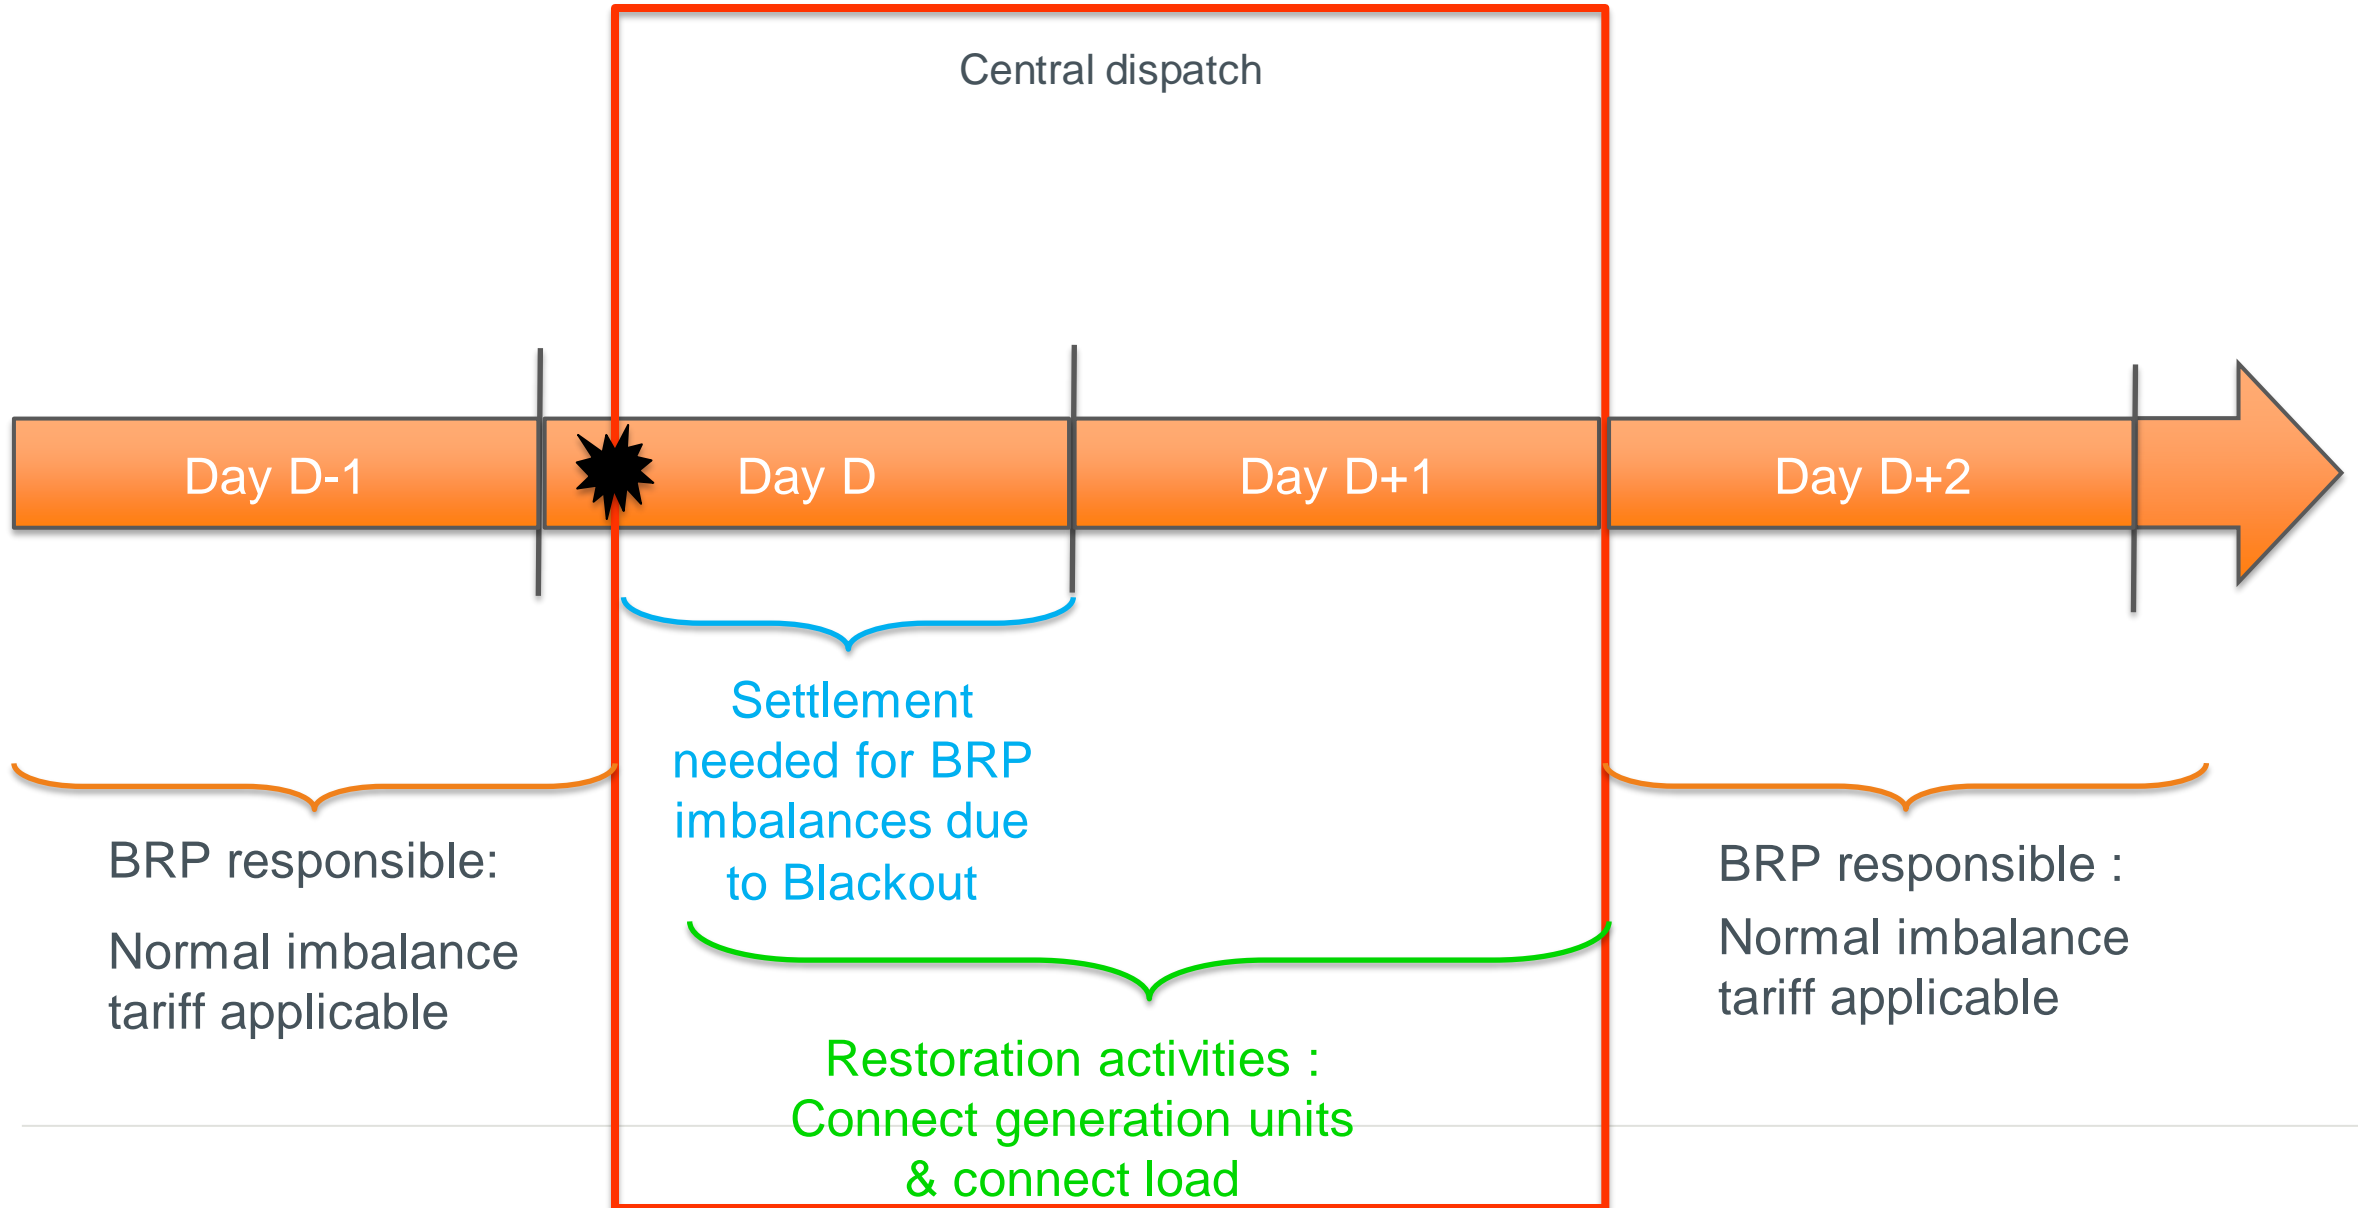 Central dispatch
Day D-1
Day D
Day D+1
Day D+2
Settlement
needed for BRP
imbalances due
to Blackout
BRP responsible:
Normal imbalance
tariff applicable
BRP responsible :
Normal imbalance
tariff applicable
Restoration activities :
Connect generation units
& connect load